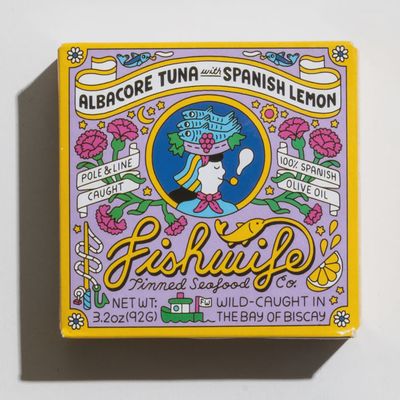 ALBACORE TUNA with SPANISH LEMON
POLE & LINE
CAUGHT
100% SPANISH
OLIVE OIL
Fishwife
Tinned Seafood Co.
NET WT:
3.2oz (92G)
WILD-CAUGHT IN
THE BAY OF BISCAY